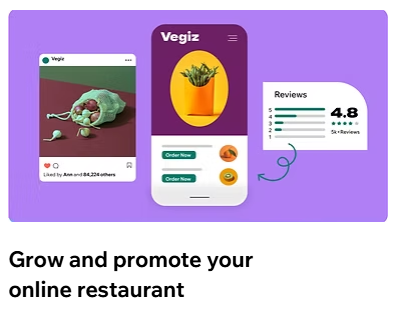 Vegiz
Vegiz
Reviews
5
4
3
2
1
4.8
5k+Reviews
Order Now
Order Now
Liked by Ann and 84,224 others
Grow and promote your
online restaurant